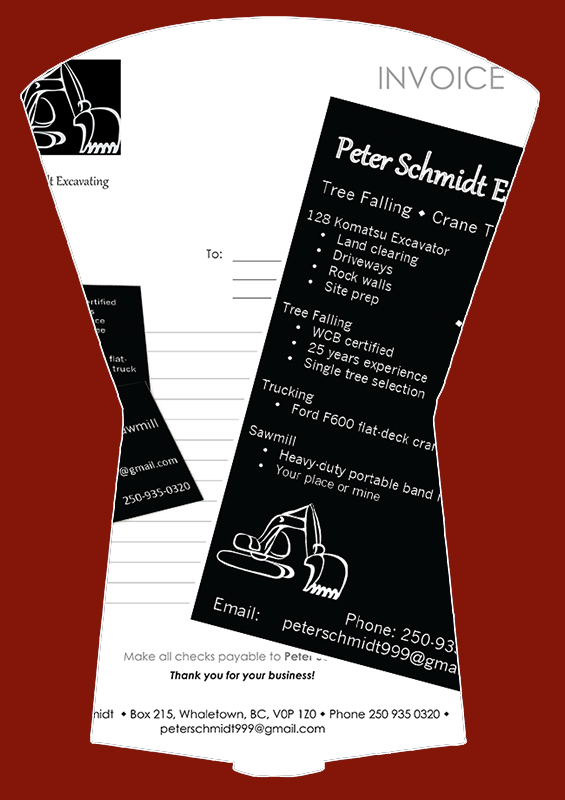 INVOICE
lt Excavating
To:
Peter Schmidt E
Tree Falling ♦ Crane T
128 Komatsu Excavator
• Land clearing
• Driveways
• Rock walls
• Site prep
Tree Falling
• WCB certified
• 25 years experience
• Single tree selection
Trucking
• Ford F600 flat-deck cran
Sawmill
• Heavy-duty portable band
• Your place or mine
Email: Phone: 250-93
peterschmidt999@gma
ertified
s
ce
ce
flat-
truck
awmill
@gmail.com
250-935-0320
Make all checks payable to Peter
Thank you for your business!
midt ♦ Box 215, Whaletown, BC, V0P 1Z0 ♦ Phone 250 935 0320 ♦
peterschmidt999@gmail.com